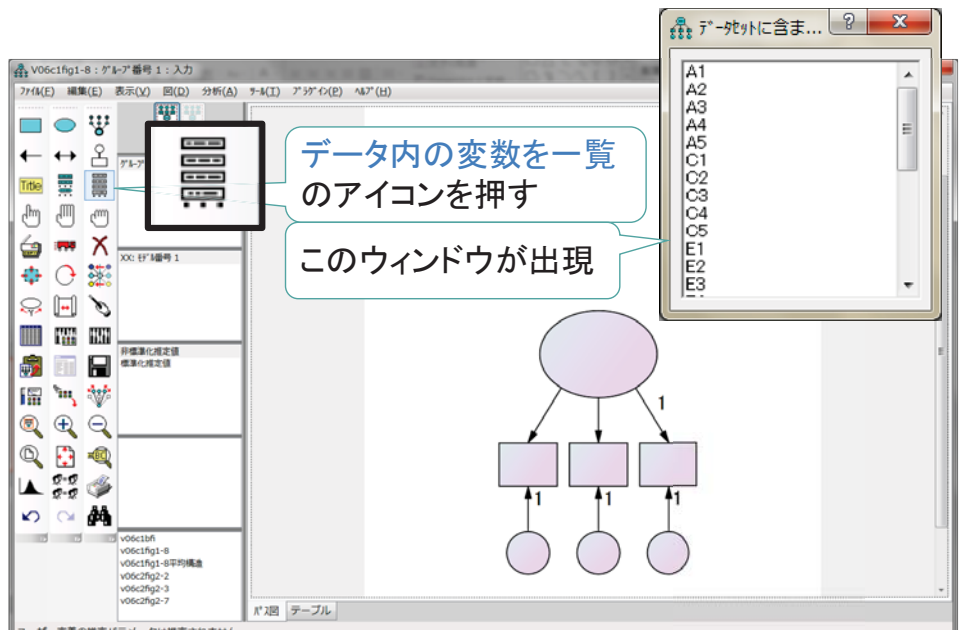 データセットに含ま...
V06c1fig1-8 : グループ番号 1 : 入力
ファイル(F) 編集(E) 表示(V) 図(D) 分析(A) ツール(T) プラグイン(P) ヘルプ(H)
A1
A2
A3
A4
A5
C1
C2
C3
C4
C5
E1
E2
E3
データ内の変数を一覧
のアイコンを押す
このウィンドウが出現
Title
グループ
XX: モデル番号 1
非標準化推定値
標準化推定値
1
1
1
1
v06c1bfi
v06c1fig1-8
v06c1fig1-8平均構造
v06c2fig2-2
v06c2fig2-3
v06c2fig2-7
パス図 テーブル